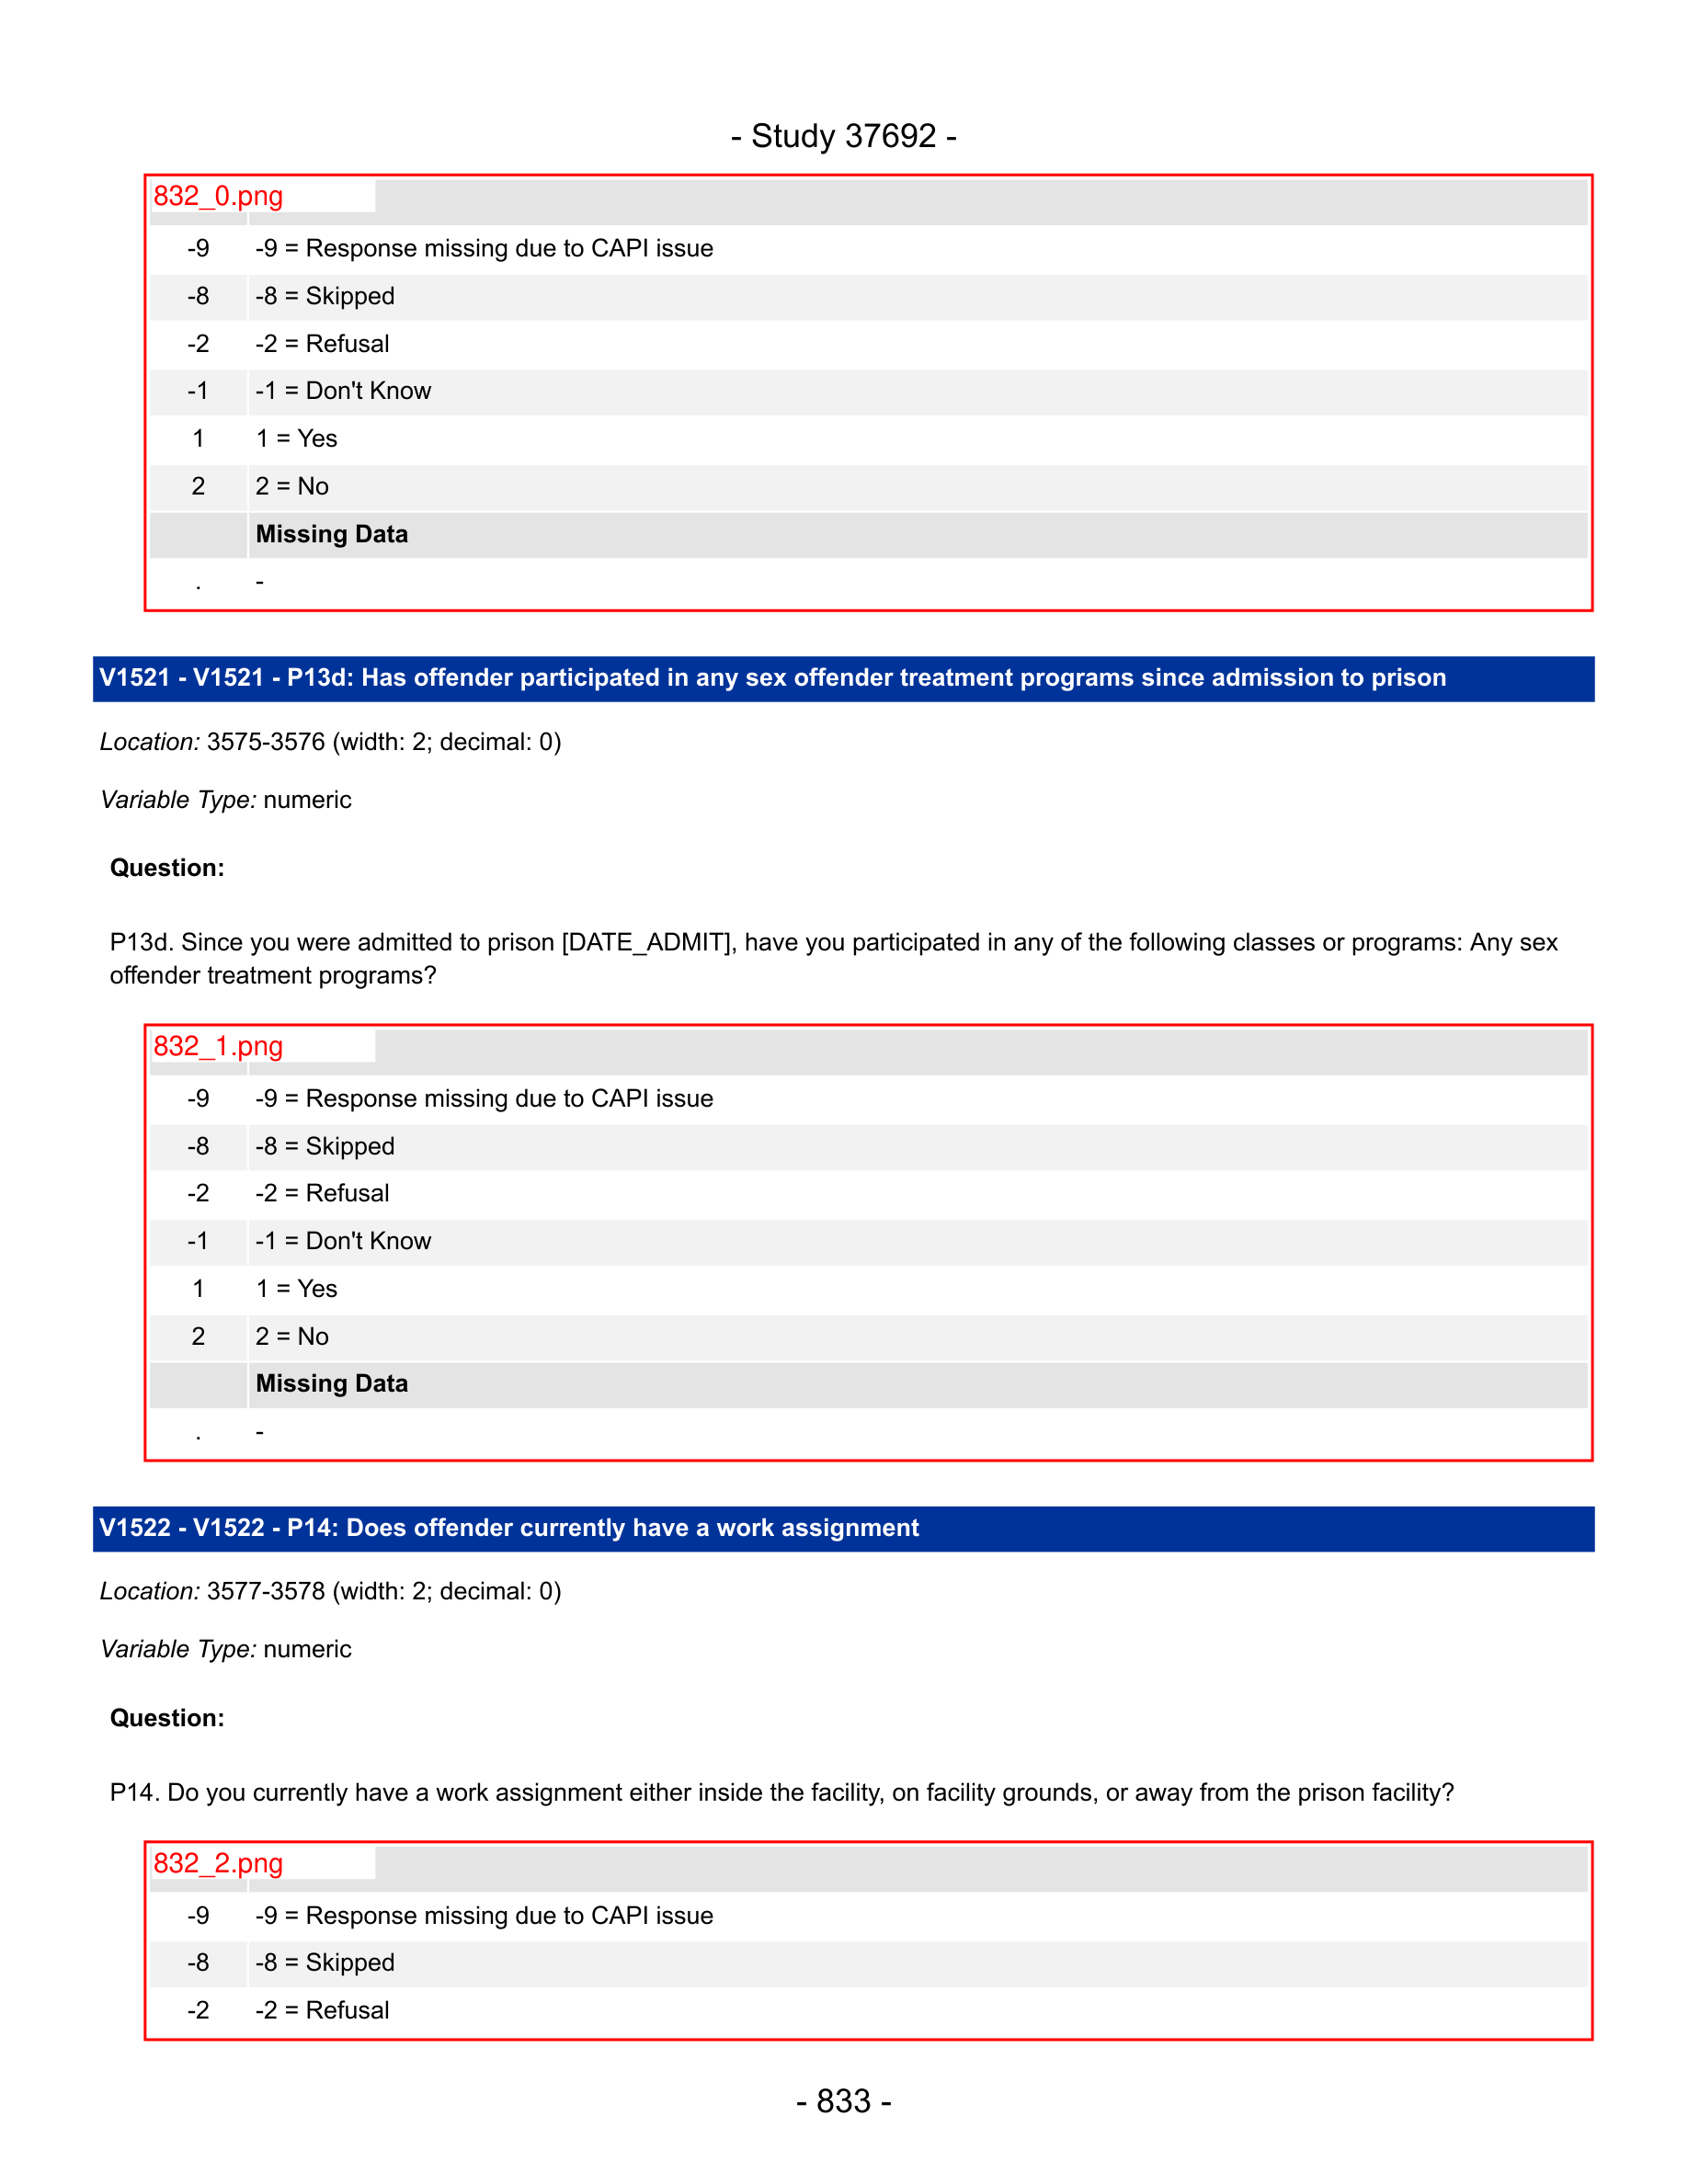 - Study 37692 -
832_0.png
-9 -9 = Response missing due to CAPI issue
-8 -8 = Skipped
-2 -2 = Refusal
-1 -1 = Don't Know
1 1 = Yes
2 2 = No
Missing Data
. -
V1521 - V1521 - P13d: Has offender participated in any sex offender treatment programs since admission to prison
Location: 3575-3576 (width: 2; decimal: 0)
Variable Type: numeric
Question:
P13d. Since you were admitted to prison [DATE_ADMIT], have you participated in any of the following classes or programs: Any sex
offender treatment programs?
832_1.png
-9 -9 = Response missing due to CAPI issue
-8 -8 = Skipped
-2 -2 = Refusal
-1 -1 = Don't Know
1 1 = Yes
2 2 = No
Missing Data
. -
V1522 - V1522 - P14: Does offender currently have a work assignment
Location: 3577-3578 (width: 2; decimal: 0)
Variable Type: numeric
Question:
P14. Do you currently have a work assignment either inside the facility, on facility grounds, or away from the prison facility?
832_2.png
-9 -9 = Response missing due to CAPI issue
-8 -8 = Skipped
-2 -2 = Refusal
- 833 -